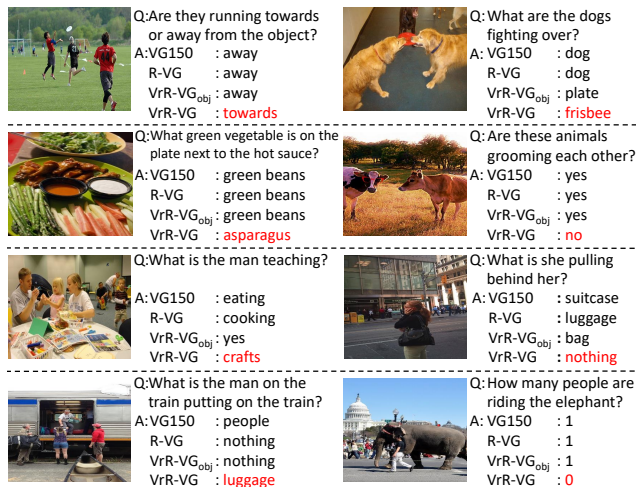 Q:Are they running towards
or away from the object?
A:VG150 : away
R-VG : away
VrR-VGobj : away
VrR-VG : towards
Q:What are the dogs
fighting over?
A: VG150 : dog
R-VG : dog
VrR-VGobj : plate
VrR-VG : frisbee
Q:What green vegetable is on the
plate next to the hot sauce?
A:VG150 : green beans
R-VG : green beans
VrR-VGobj : green beans
VrR-VG : asparagus
Q:Are these animals
grooming each other?
A: VG150 : yes
R-VG : yes
VrR-VGobj : yes
VrR-VG : no
Q:What is the man teaching?
A:VG150 : eating
R-VG : cooking
VrR-VGobj : yes
VrR-VG : crafts
Q:What is she pulling
behind her?
A:VG150 : suitcase
R-VG : luggage
VrR-VGobj : bag
VrR-VG : nothing
Q:What is the man on the
train putting on the train?
A:VG150 : people
R-VG : nothing
VrR-VGobj : nothing
VrR-VG : luggage
Q:How many people are
riding the elephant?
A: VG150 : 1
R-VG : 1
VrR-VGobj : 1
VrR-VG : 0